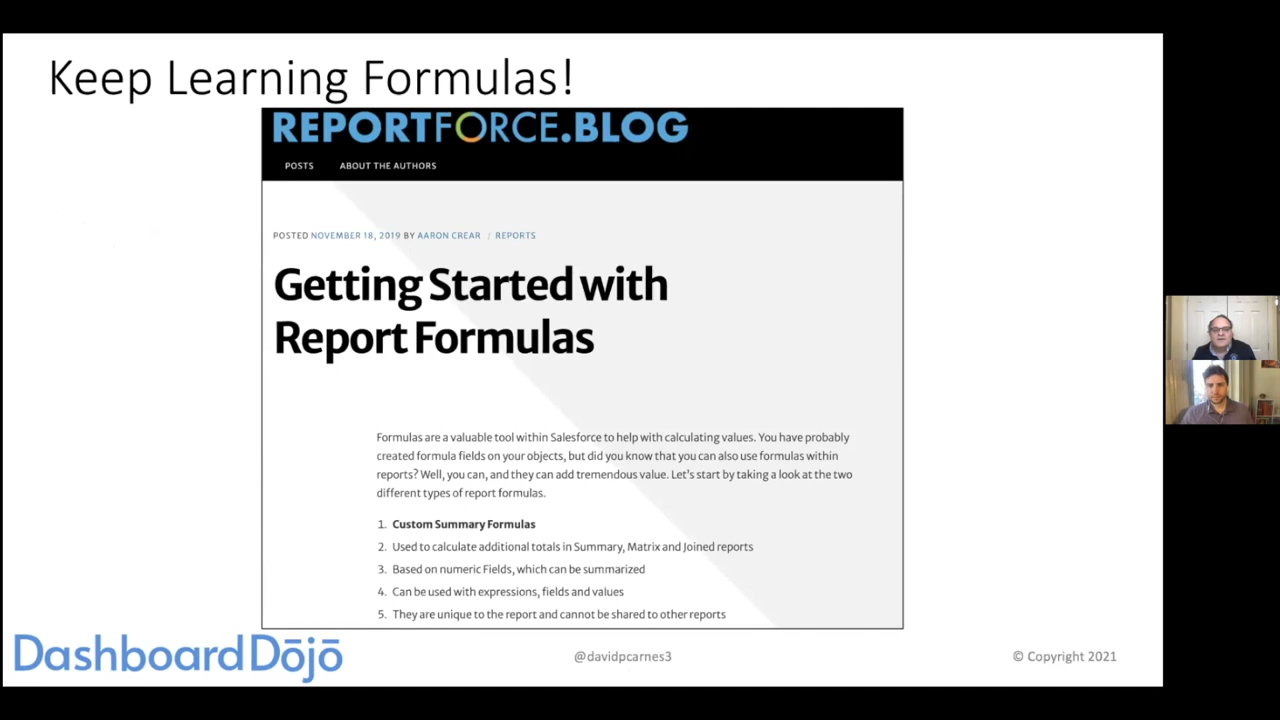 Keep Learning Formulas!
REPORTFORCE.BLOG
POSTS ABOUT THE AUTHORS
POSTED NOVEMBER 18, 2019 BY AARON CREAR / REPORTS
Getting Started with
Report Formulas
Formulas are a valuable tool within Salesforce to help with calculating values. You have probably
created formula fields on your objects, but did you know that you can also use formulas within
reports? Well, you can, and they can add tremendous value. Let's start by taking a look at the two
different types of report formulas.
1. Custom Summary Formulas
2. Used to calculate additional totals in Summary, Matrix and Joined reports
3. Based on numeric Fields, which can be summarized
4. Can be used with expressions, fields and values
5. They are unique to the report and cannot be shared to other reports
DashboardDōjō
@davidpcarnes3
© Copyright 2021